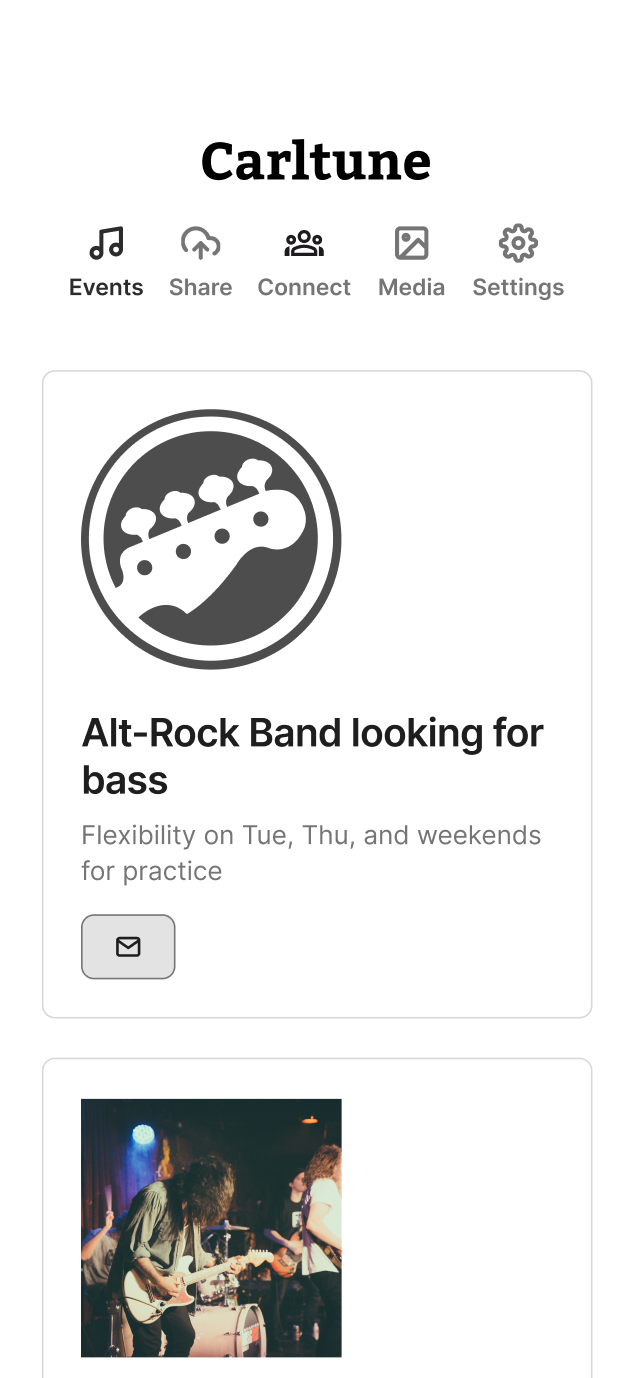 Carltune
Events Share Connect Media Settings
Alt-Rock Band looking for
bass
Flexibility on Tue, Thu, and weekends
for practice